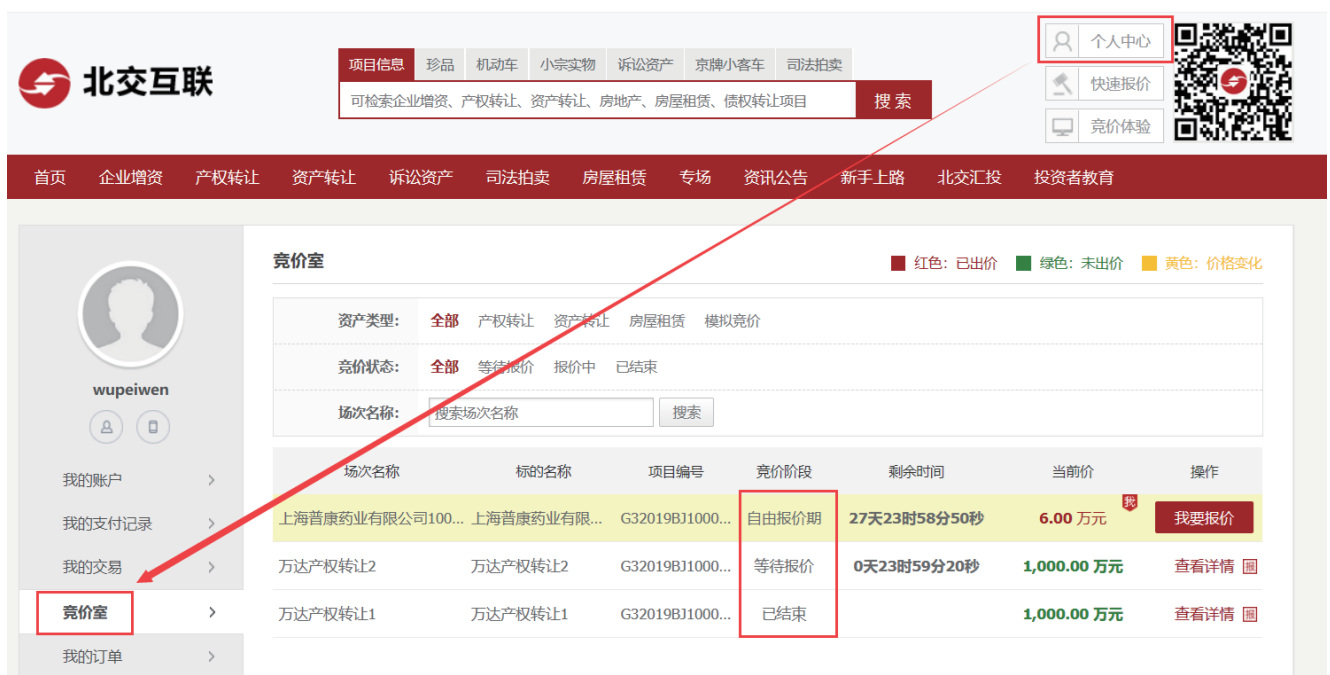 北交互联
项目信息 珍品 机动车 小宗实物 诉讼资产 京牌小客车 司法拍卖
可检索企业增资、产权转让、资产转让、房地产、房屋租赁、债权转让项目 搜索
个人中心
快速报价
竞价体验
首页 企业增资 产权转让 资产转让 诉讼资产 司法拍卖 房屋租赁 专场 资讯公告 新手上路 北交汇投 投资者教育
wupeiwen
我的账户
我的支付记录
我的交易
竞价室
我的订单
竞价室 红色：已出价 绿色：未出价 黄色：价格变化
资产类型： 全部 产权转让 资产转让 房屋租赁 模拟竞价
竞价状态： 全部 等待报价 报价中 已结束
场次名称： 搜索场次名称 搜索
场次名称 标的名称 项目编号 竞价阶段 剩余时间 当前价 操作
上海普康药业有限公司100... 上海普康药业有限... G32019BJ1000... 自由报价期 27天23时58分50秒 6.00 万元 我 我要报价
万达产权转让2 万达产权转让2 G32019BJ1000... 等待报价 0天23时59分20秒 1,000.00 万元 查看详情
万达产权转让1 万达产权转让1 G32019BJ1000... 已结束 1,000.00 万元 查看详情